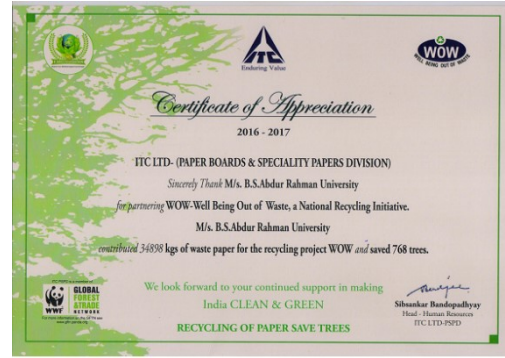 ITC
Enduring Value
WOW
WELL BEING OUT OF WASTE
Certificate of Appreciation
2016 - 2017
ITC LTD- (PAPER BOARDS & SPECIALITY PAPERS DIVISION)
Sincerely Thank M/s. B.S.Abdur Rahman University
for partnering WOW-Well Being Out of Waste, a National Recycling Initiative.
M/s. B.S.Abdur Rahman University
contributed 34898 kgs of waste paper for the recycling project WOW and saved 768 trees.
We look forward to your continued support in making
India CLEAN & GREEN
RECYCLING OF PAPER SAVE TREES
WWF
GLOBAL
FOREST
& TRADE
NETWORK
Sibsankar Bandopadhyay
Head - Human Resources
ITC LTD-PSPD